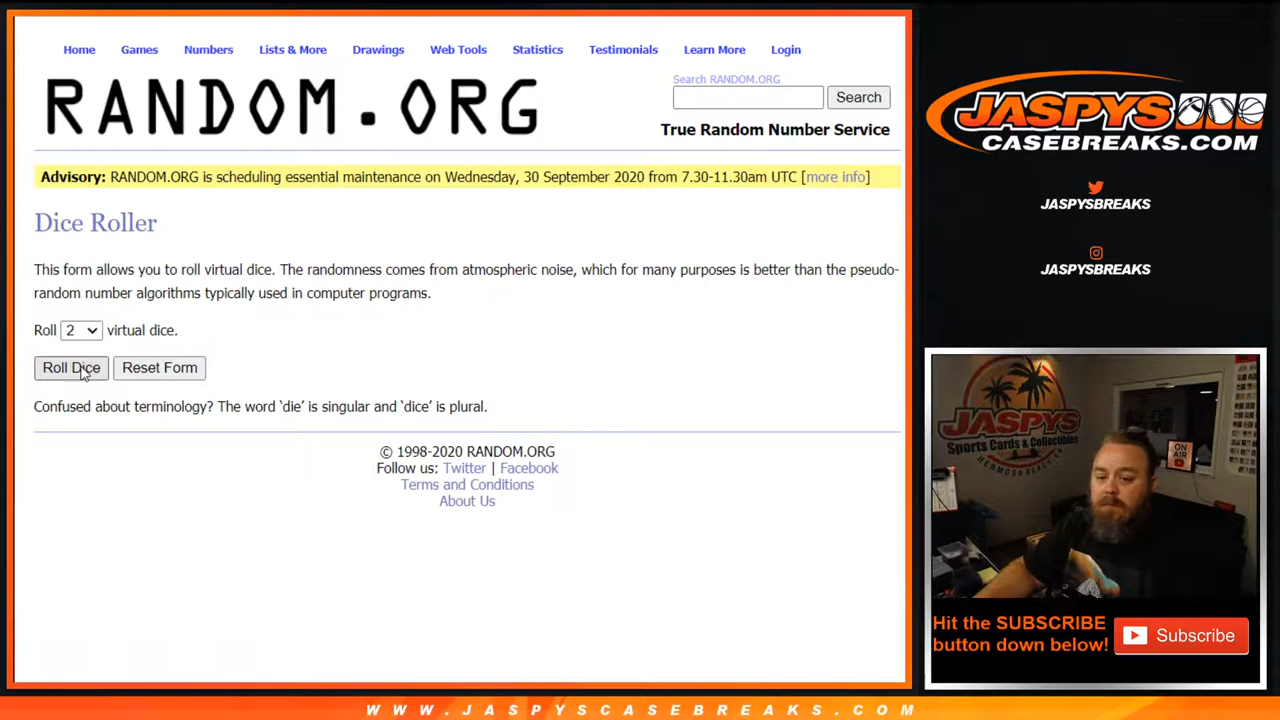 Home Games Numbers Lists & More Drawings Web Tools Statistics Testimonials Learn More Login
RANDOM.ORG
Search RANDOM.ORG
Search
True Random Number Service
Advisory: RANDOM.ORG is scheduling essential maintenance on Wednesday, 30 September 2020 from 7.30-11.30am UTC [more info]
Dice Roller
This form allows you to roll virtual dice. The randomness comes from atmospheric noise, which for many purposes is better than the pseudo-
random number algorithms typically used in computer programs.
Roll 2 virtual dice.
Roll Dice Reset Form
Confused about terminology? The word ‘die’ is singular and ‘dice’ is plural.
© 1998-2020 RANDOM.ORG
Follow us: Twitter | Facebook
Terms and Conditions
About Us
JASPYS
CASEBREAKS.COM
JASPYSBREAKS
JASPYSBREAKS
JASPYS
Sports Cards & Collectibles
HERMOSA BEACH, CA
ON
AIR
Hit the SUBSCRIBE
button down below!
Subscribe
WWW.JASPYSCASEBREAKS.COM